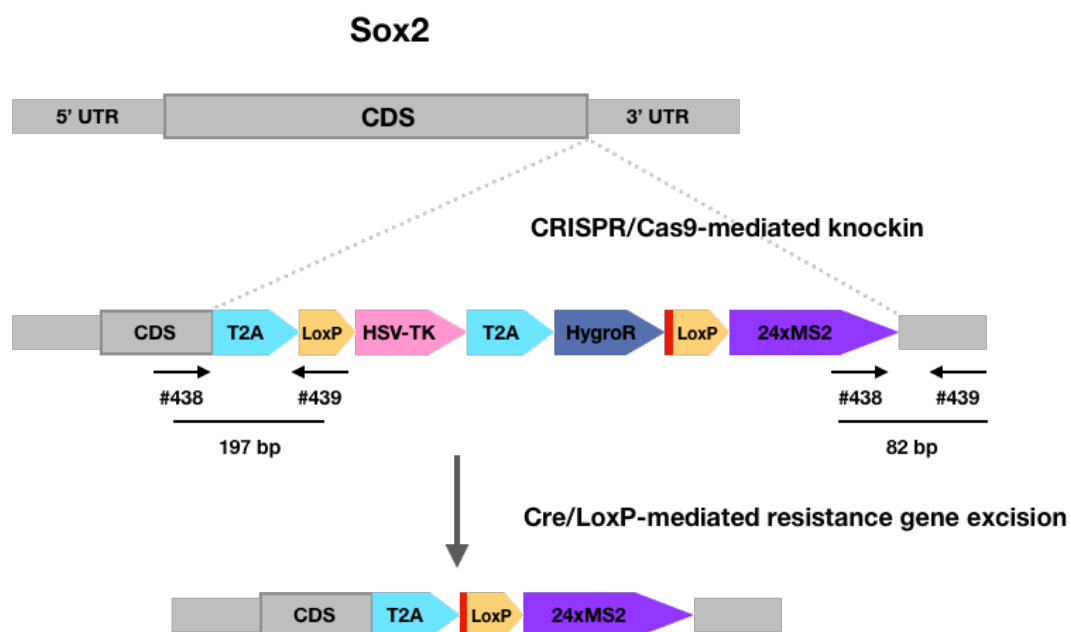 Sox2
5’ UTR CDS 3’ UTR
CRISPR/Cas9-mediated knockin
CDS T2A LoxP HSV-TK T2A HygroR LoxP 24xMS2
#438 #439 #438 #439
197 bp 82 bp
Cre/LoxP-mediated resistance gene excision
CDS T2A LoxP 24xMS2